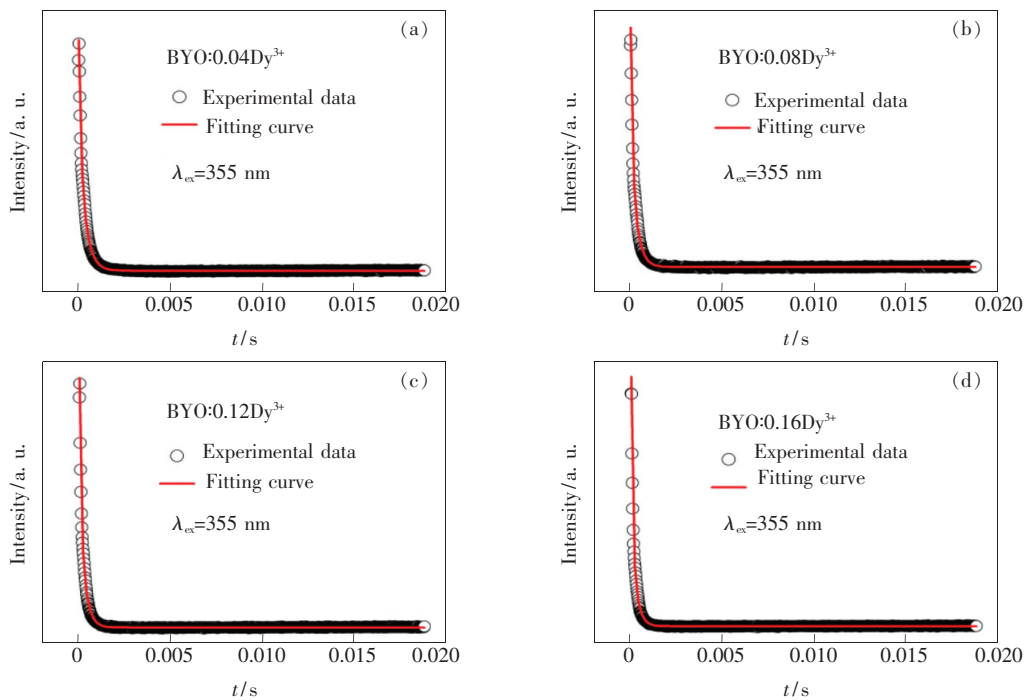 (a)
BYO:0.04Dy³⁺
Experimental data
Fitting curve
λex=355 nm
Intensity/a. u.
0 0.005 0.010 0.015 0.020
t/s
(b)
BYO:0.08Dy³⁺
Experimental data
Fitting curve
λex=355 nm
Intensity/a. u.
0 0.005 0.010 0.015 0.020
t/s
(c)
BYO:0.12Dy³⁺
Experimental data
Fitting curve
λex=355 nm
Intensity/a. u.
0 0.005 0.010 0.015 0.020
t/s
(d)
BYO:0.16Dy³⁺
Experimental data
Fitting curve
λex=355 nm
Intensity/a. u.
0 0.005 0.010 0.015 0.020
t/s